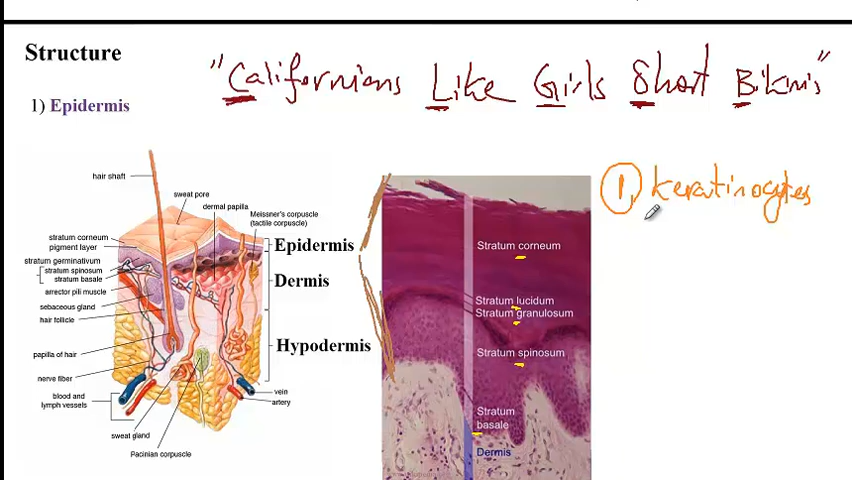 Structure
"Californians Like Girls Short Bikinis"
1) Epidermis
hair shaft
sweat pore
dermal papilla
Meissner's corpuscle
(tactile corpuscle)
stratum corneum
pigment layer
stratum germinativum
stratum spinosum
stratum basale
arrector pili muscle
sebaceous gland
hair follicle
papilla of hair
nerve fiber
blood and
lymph vessels
sweat gland
Pacinian corpuscle
vein
artery
Epidermis
Dermis
Hypodermis
Stratum corneum
Stratum lucidum
Stratum granulosum
Stratum spinosum
Stratum
basale
Dermis
1, keratinocytes